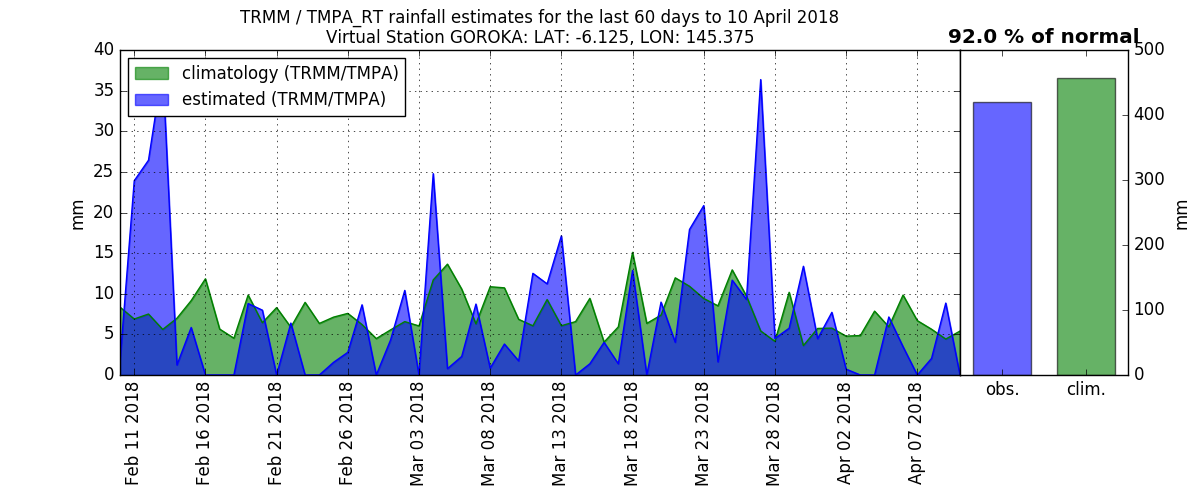 TRMM / TMPA_RT rainfall estimates for the last 60 days to 10 April 2018
Virtual Station GOROKA: LAT: -6.125, LON: 145.375
92.0 % of normal
climatology (TRMM/TMPA)
estimated (TRMM/TMPA)
mm
40
35
30
25
20
15
10
5
0
Feb 11 2018
Feb 16 2018
Feb 21 2018
Feb 26 2018
Mar 03 2018
Mar 08 2018
Mar 13 2018
Mar 18 2018
Mar 23 2018
Mar 28 2018
Apr 02 2018
Apr 07 2018
500
400
300
200
100
0
mm
obs.
clim.